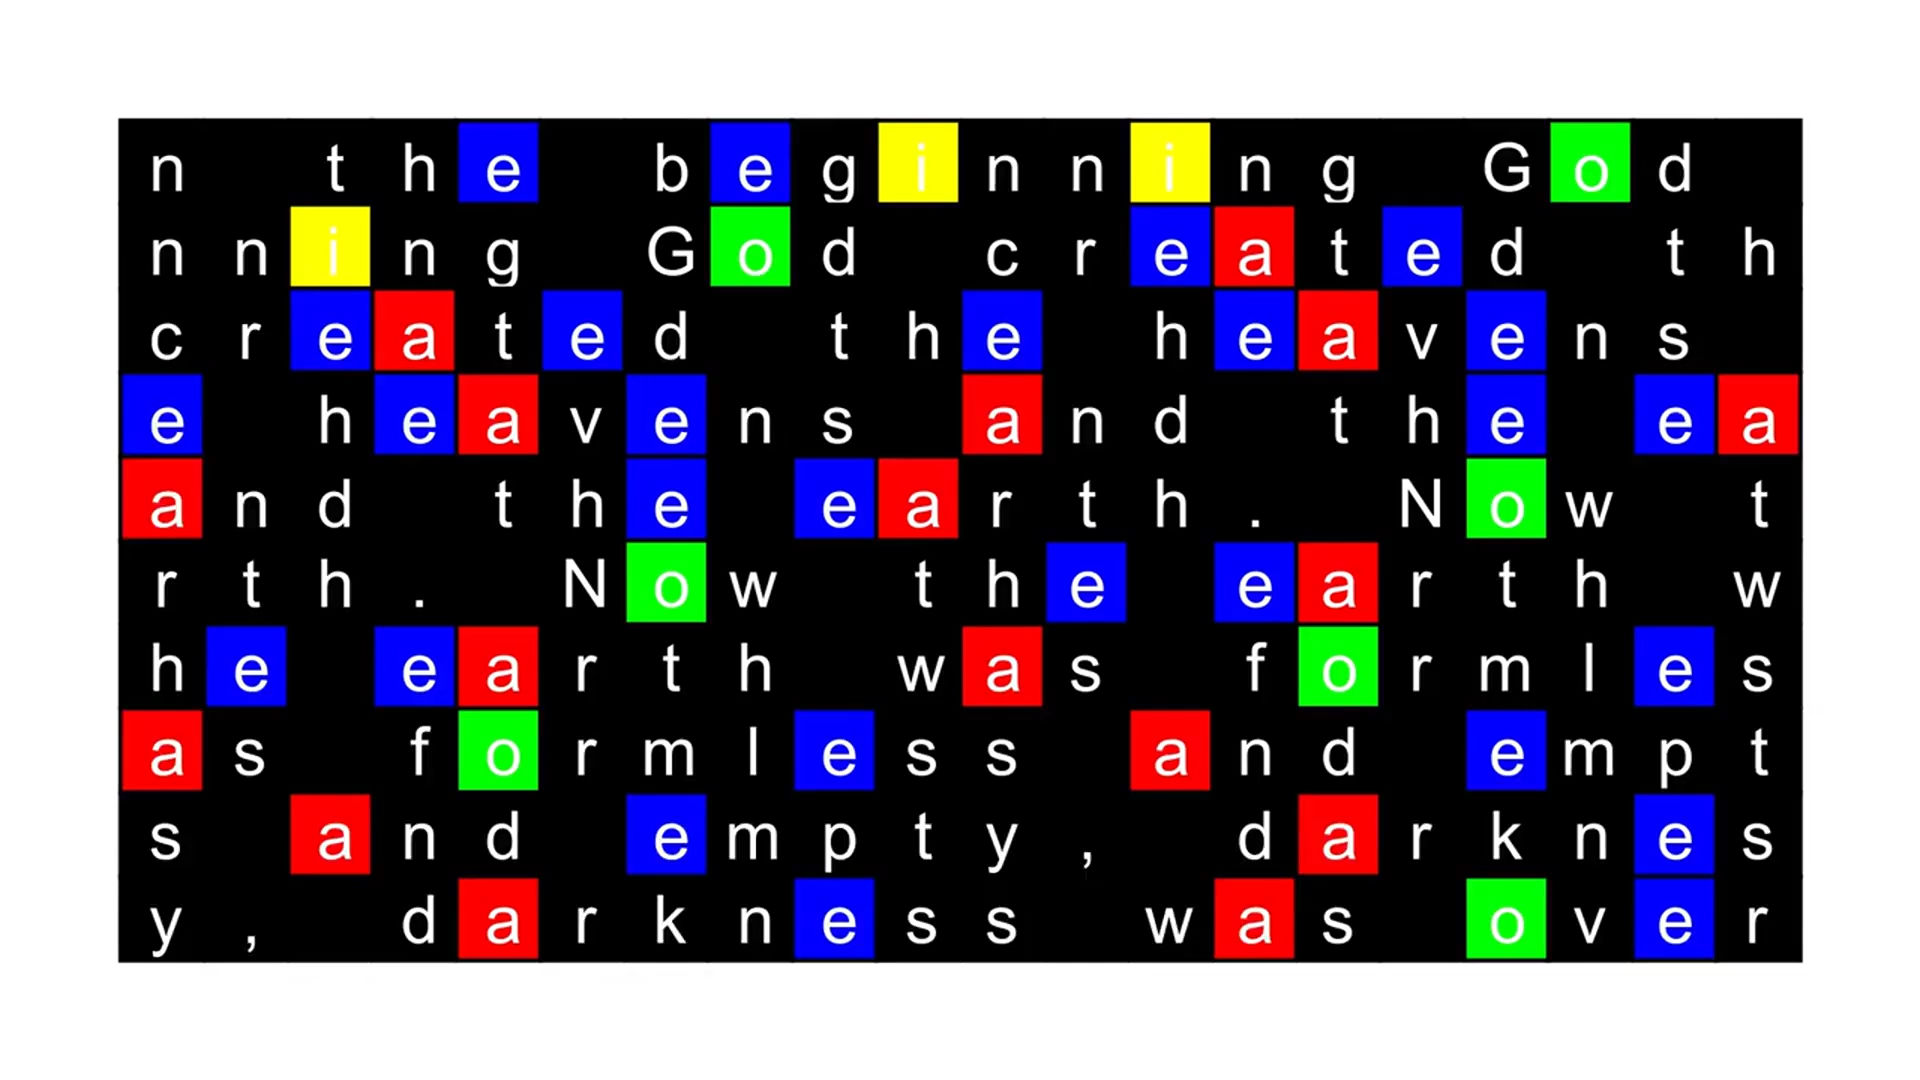 n the beginning God
nning God created th
created the heavens
e heavens and the ea
and the earth. Now t
rth. Now the earth w
he earth was formles
as formless and empt
s and empty, darknes
y, darkness was over